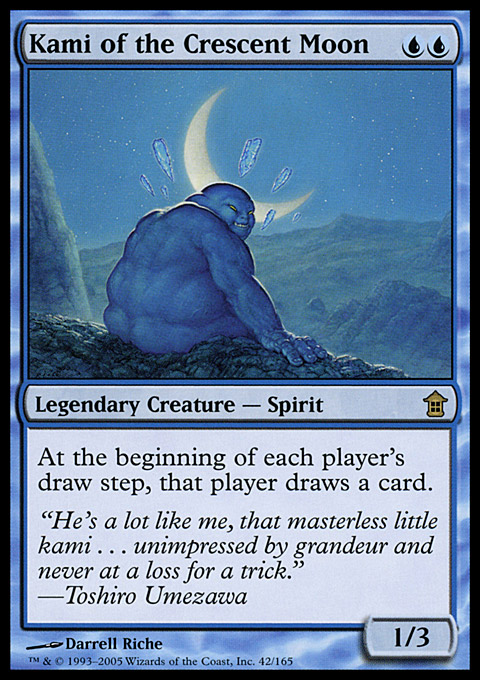 Kami of the Crescent Moon
Legendary Creature — Spirit
At the beginning of each player's
draw step, that player draws a card.
"He's a lot like me, that masterless little
kami . . . unimpressed by grandeur and
never at a loss for a trick."
—Toshiro Umezawa
1/3
Darrell Riche
™ & © 1993–2005 Wizards of the Coast, Inc. 42/165